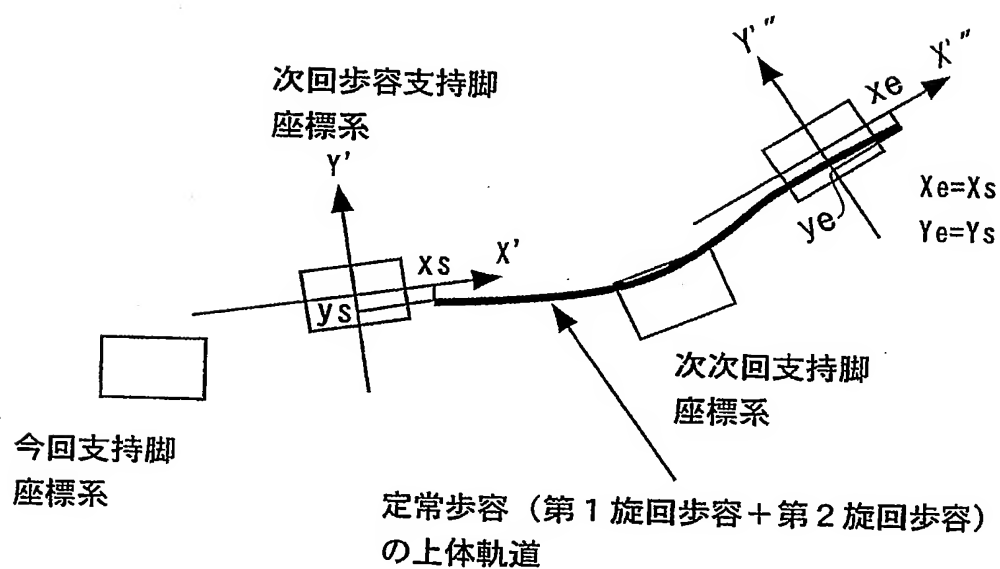 Y'"
X'"
xe
次回歩容支持脚
座標系
Y'
Xe=Xs
Ye=Ys
ye
X'
xs
ys
次次回支持脚
座標系
今回支持脚
座標系
定常歩容（第1旋回歩容＋第2旋回歩容）
の上体軌道